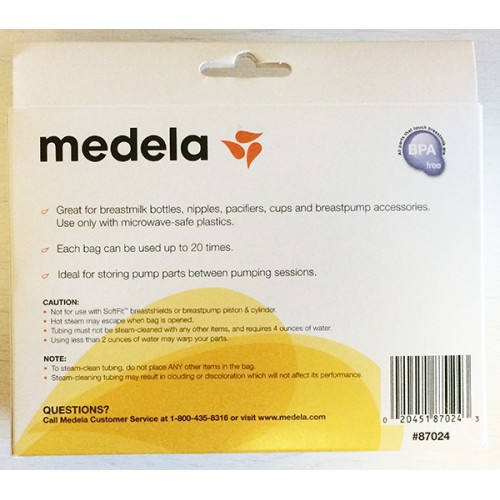 medela
All parts that touch breastmilk are
BPA
free
Great for breastmilk bottles, nipples, pacifiers, cups and breastpump accessories.
Use only with microwave-safe plastics.
Each bag can be used up to 20 times.
Ideal for storing pump parts between pumping sessions.
CAUTION:
• Not for use with SoftFit™ breastshields or breastpump piston & cylinder.
• Hot steam may escape when bag is opened.
• Tubing must not be steam-cleaned with any other items, and requires 4 ounces of water.
• Using less than 2 ounces of water may warp your parts.
NOTE:
• To steam-clean tubing, do not place ANY other items in the bag.
• Steam-cleaning tubing may result in clouding or discoloration which will not affect its performance.
QUESTIONS?
Call Medela Customer Service at 1-800-435-8316 or visit www.medela.com
0 20451 87024 3
#87024